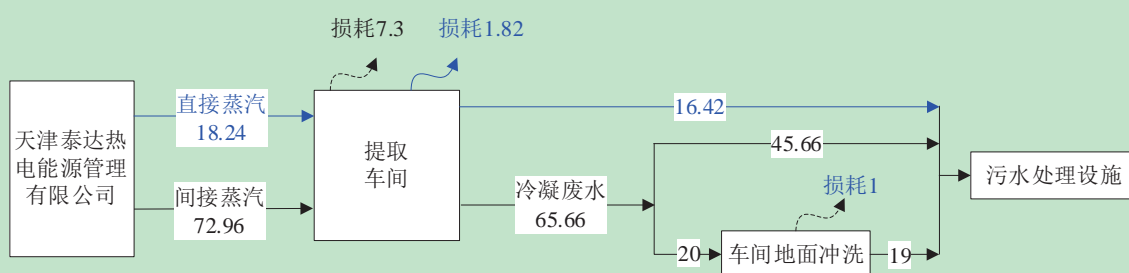 损耗7.3
损耗1.82
天津泰达热
电能源管理
有限公司
直接蒸汽
18.24
间接蒸汽
72.96
提取
车间
16.42
45.66
冷凝废水
65.66
损耗1
20
车间地面冲洗
19
污水处理设施